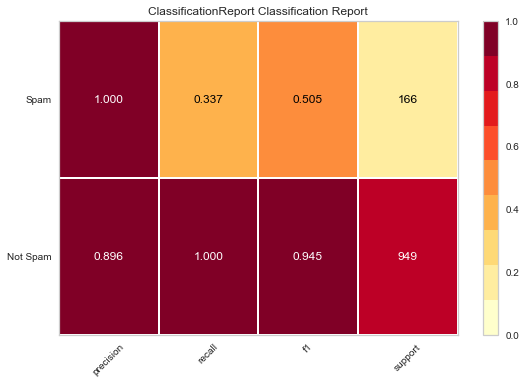 ClassificationReport Classification Report
Spam 1.000 0.337 0.505 166
Not Spam 0.896 1.000 0.945 949
precision recall f1 support
1.0
0.8
0.6
0.4
0.2
0.0